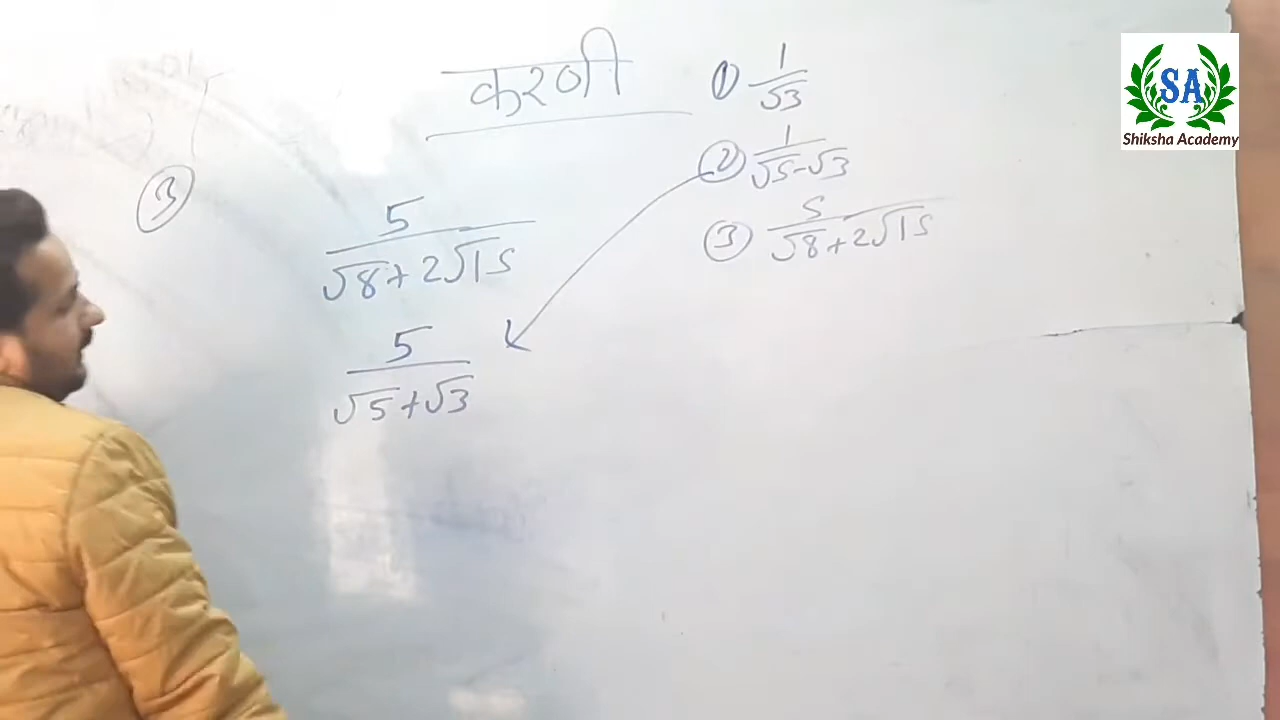 करणी
① 1/√3
② 1/(√5-√3)
③ 5/(√8+2√15)
③
5/(√8+2√15)
5/(√5+√3)
SA
Shiksha Academy